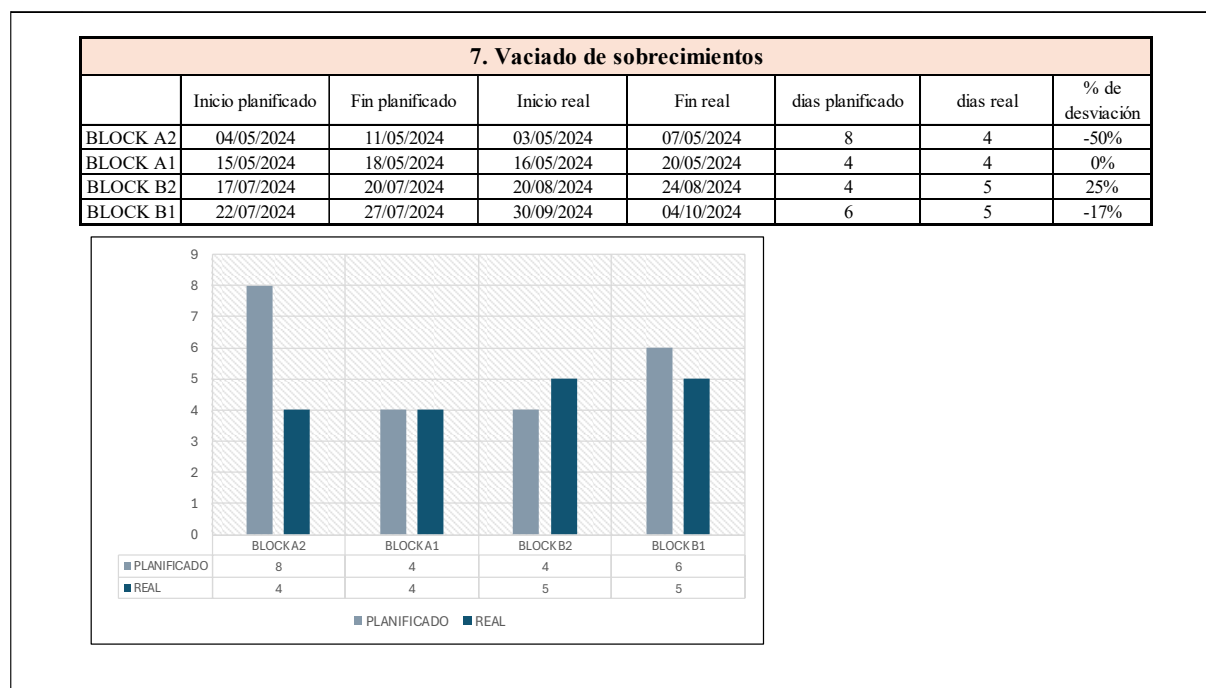 7. Vaciado de sobrecimientos
Inicio planificado Fin planificado Inicio real Fin real dias planificado dias real % de desviación
BLOCK A2 04/05/2024 11/05/2024 03/05/2024 07/05/2024 8 4 -50%
BLOCK A1 15/05/2024 18/05/2024 16/05/2024 20/05/2024 4 4 0%
BLOCK B2 17/07/2024 20/07/2024 20/08/2024 24/08/2024 4 5 25%
BLOCK B1 22/07/2024 27/07/2024 30/09/2024 04/10/2024 6 5 -17%
9
8
7
6
5
4
3
2
1
0
BLOCK A2 BLOCK A1 BLOCK B2 BLOCK B1
PLANIFICADO 8 4 4 6
REAL 4 4 5 5
PLANIFICADO REAL